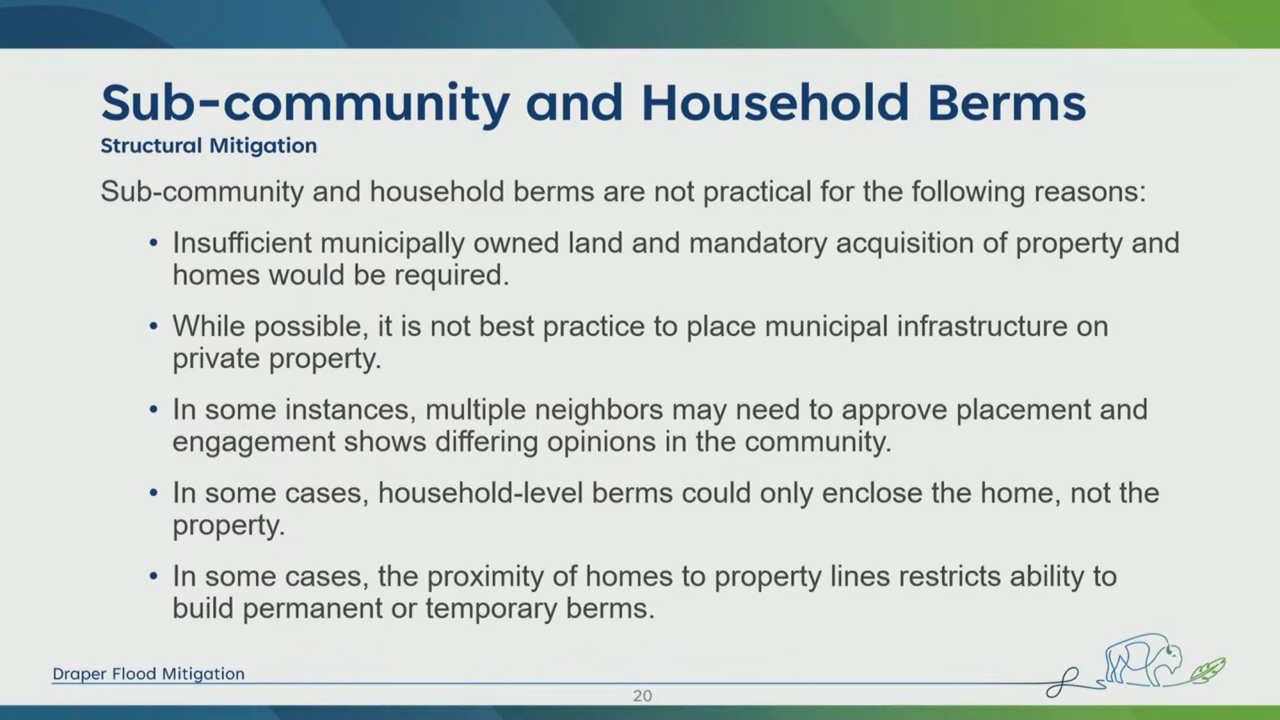 Sub-community and Household Berms
Structural Mitigation
Sub-community and household berms are not practical for the following reasons:
• Insufficient municipally owned land and mandatory acquisition of property and
homes would be required.
• While possible, it is not best practice to place municipal infrastructure on
private property.
• In some instances, multiple neighbors may need to approve placement and
engagement shows differing opinions in the community.
• In some cases, household-level berms could only enclose the home, not the
property.
• In some cases, the proximity of homes to property lines restricts ability to
build permanent or temporary berms.
Draper Flood Mitigation
20